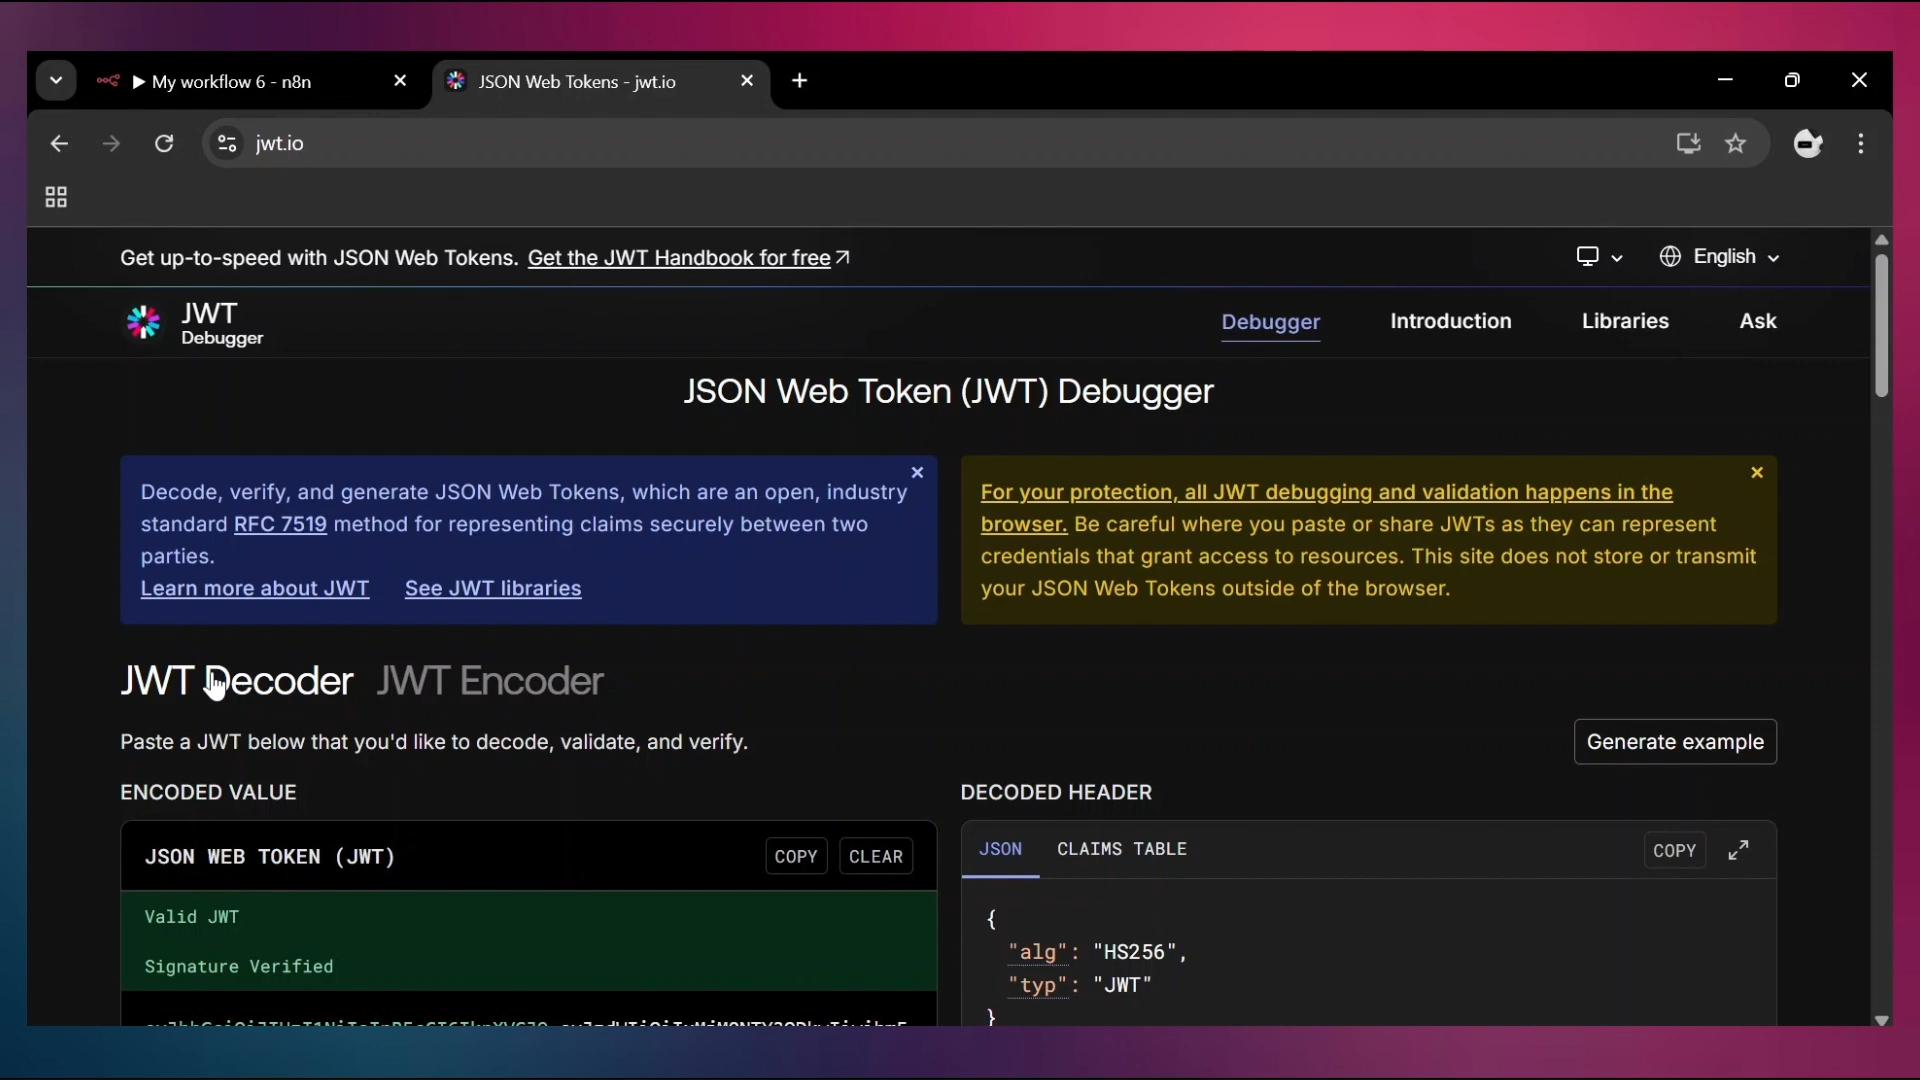 My workflow 6 - n8n
JSON Web Tokens - jwt.io
jwt.io
Get up-to-speed with JSON Web Tokens. Get the JWT Handbook for free
English
JWT
Debugger
Debugger
Introduction
Libraries
Ask
JSON Web Token (JWT) Debugger
Decode, verify, and generate JSON Web Tokens, which are an open, industry
standard RFC 7519 method for representing claims securely between two
parties.
Learn more about JWT See JWT libraries
For your protection, all JWT debugging and validation happens in the
browser. Be careful where you paste or share JWTs as they can represent
credentials that grant access to resources. This site does not store or transmit
your JSON Web Tokens outside of the browser.
JWT Decoder JWT Encoder
Paste a JWT below that you'd like to decode, validate, and verify.
Generate example
ENCODED VALUE
JSON WEB TOKEN (JWT)
COPY
CLEAR
Valid JWT
Signature Verified
DECODED HEADER
JSON
CLAIMS TABLE
COPY
{
"alg": "HS256",
"typ": "JWT"
}